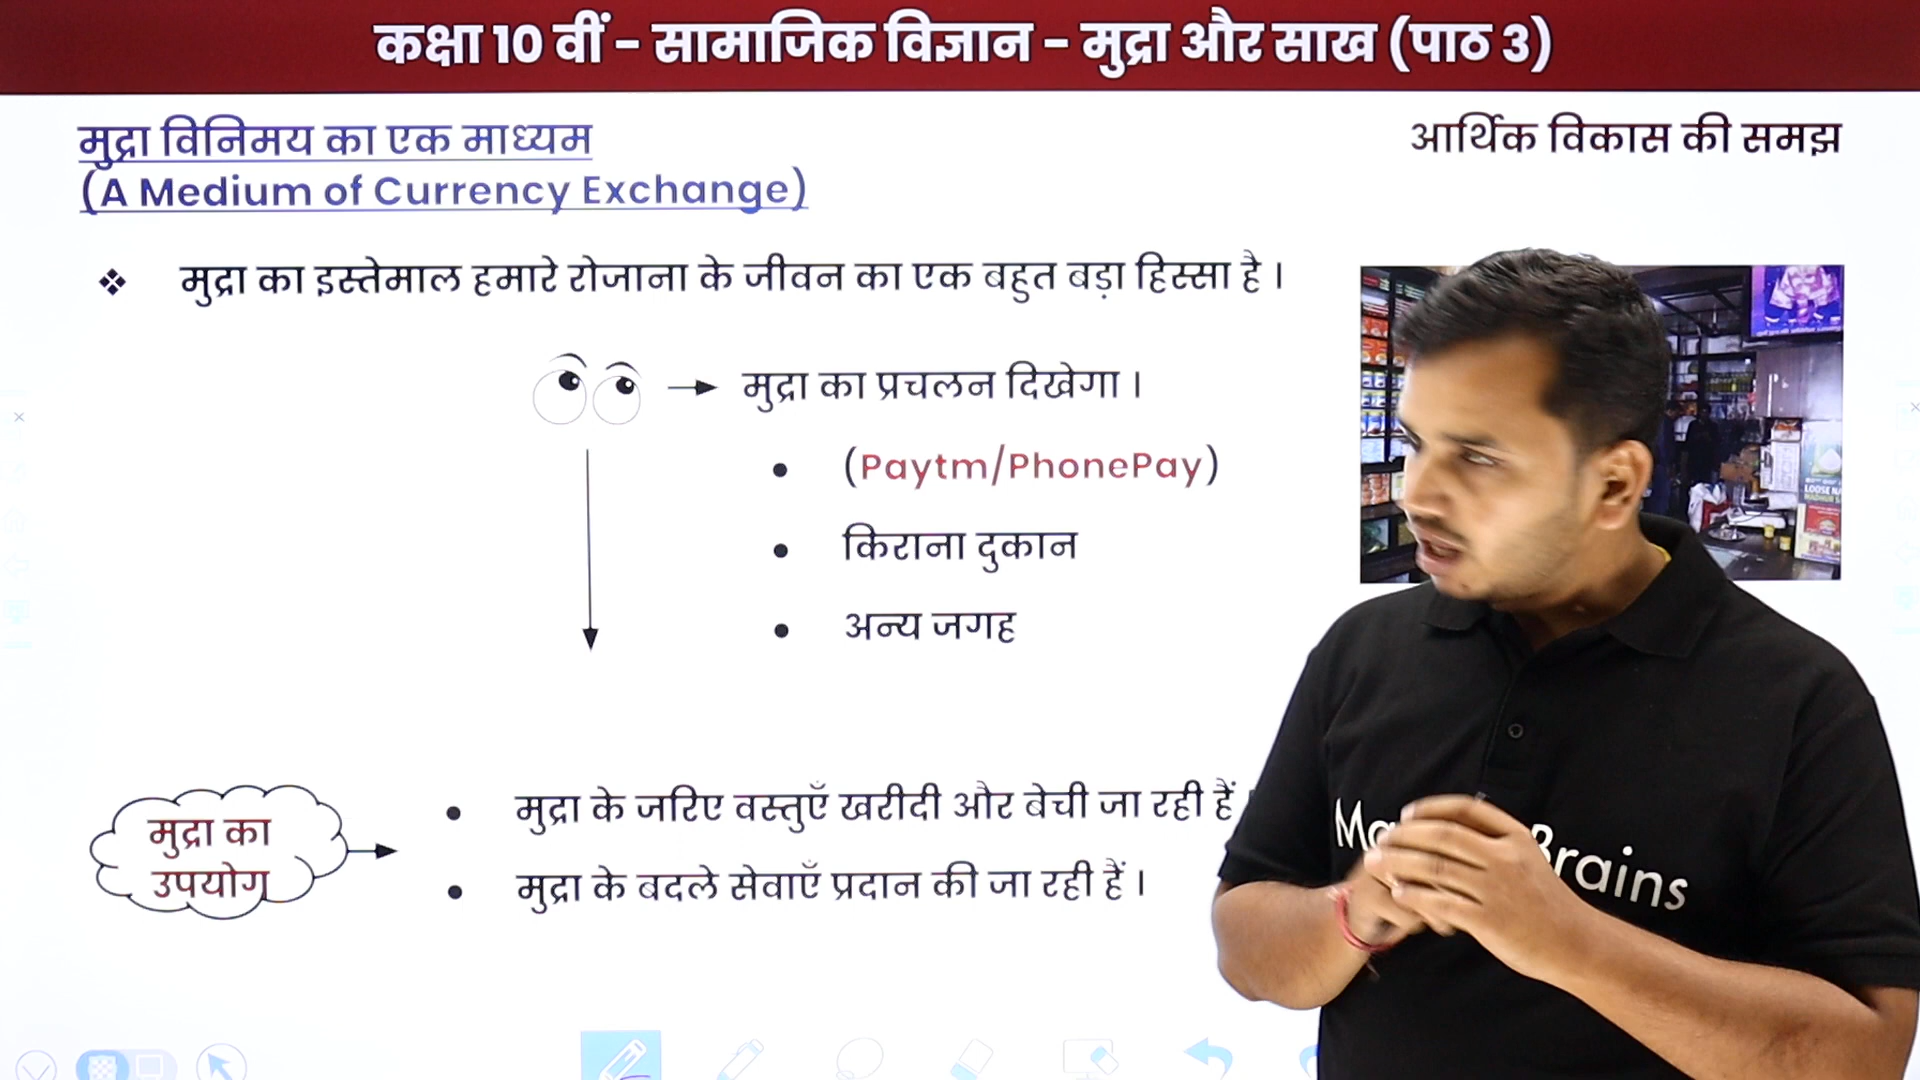 कक्षा 10 वीं - सामाजिक विज्ञान - मुद्रा और साख (पाठ 3)
मुद्रा विनिमय का एक माध्यम
(A Medium of Currency Exchange)
आर्थिक विकास की समझ
मुद्रा का इस्तेमाल हमारे रोजाना के जीवन का एक बहुत बड़ा हिस्सा है ।
मुद्रा का प्रचलन दिखेगा ।
(Paytm/PhonePay)
किराना दुकान
अन्य जगह
LOOSE
मुद्रा का
उपयोग
मुद्रा के जरिए वस्तुएँ खरीदी और बेची जा रही हैं
मुद्रा के बदले सेवाएँ प्रदान की जा रही हैं ।
Brains